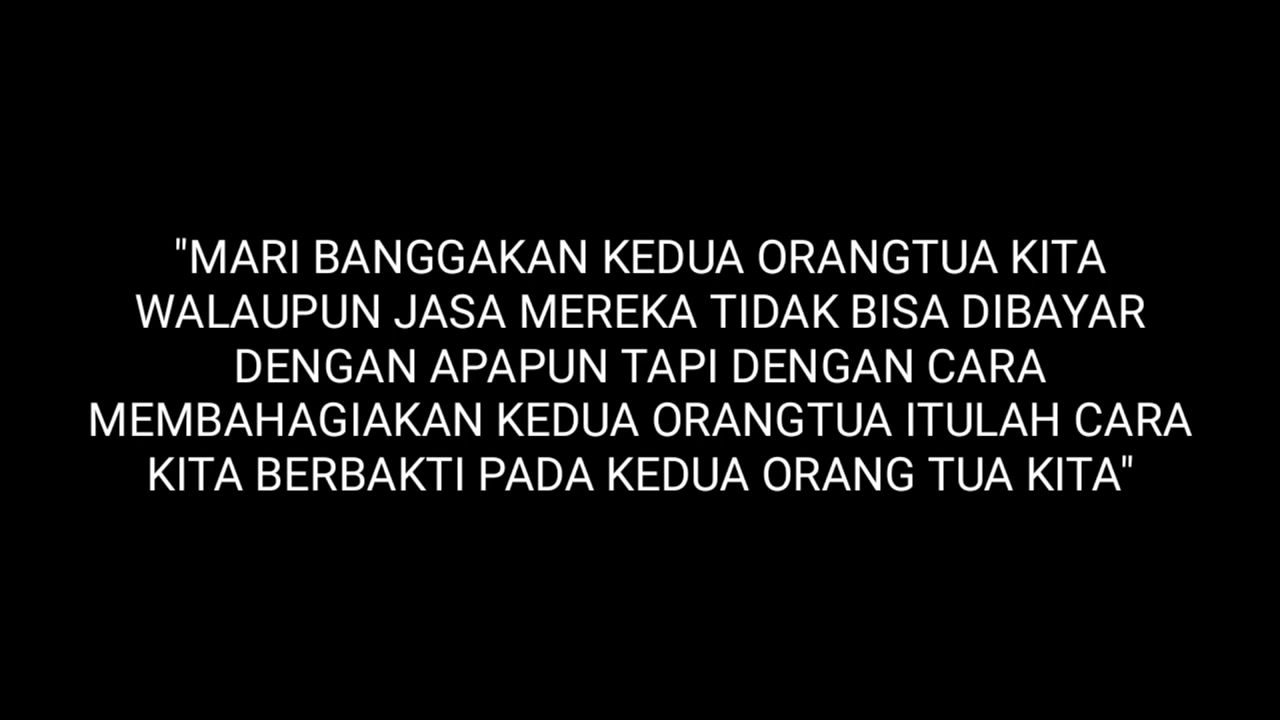 "MARI BANGGAKAN KEDUA ORANGTUA KITA
WALAUPUN JASA MEREKA TIDAK BISA DIBAYAR
DENGAN APAPUN TAPI DENGAN CARA
MEMBAHAGIAKAN KEDUA ORANGTUA ITULAH CARA
KITA BERBAKTI PADA KEDUA ORANG TUA KITA"